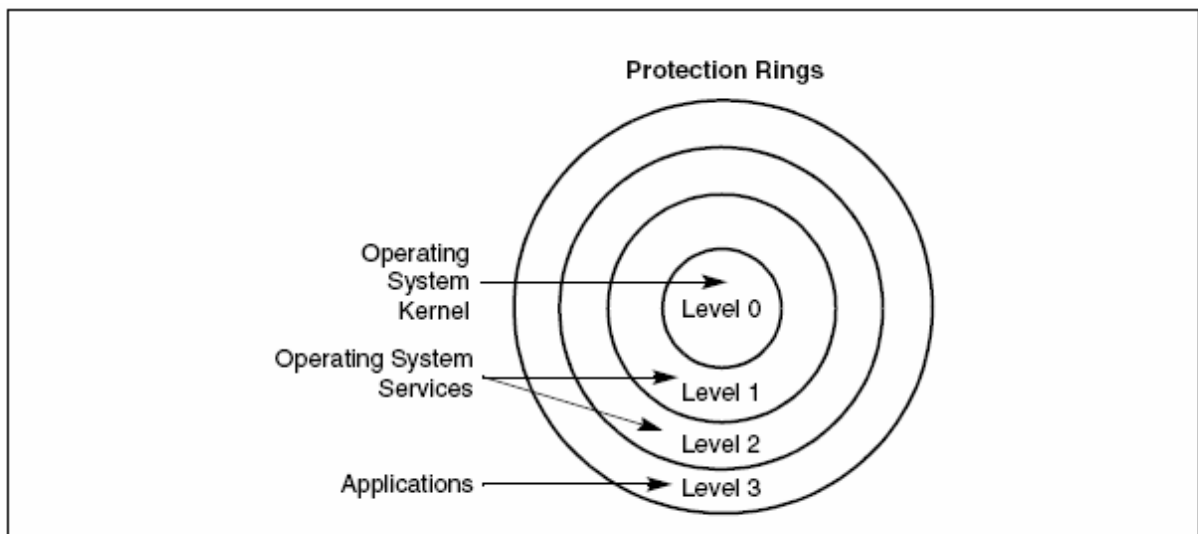 Protection Rings
Operating
System
Kernel
Level 0
Operating System
Services
Level 1
Level 2
Applications
Level 3